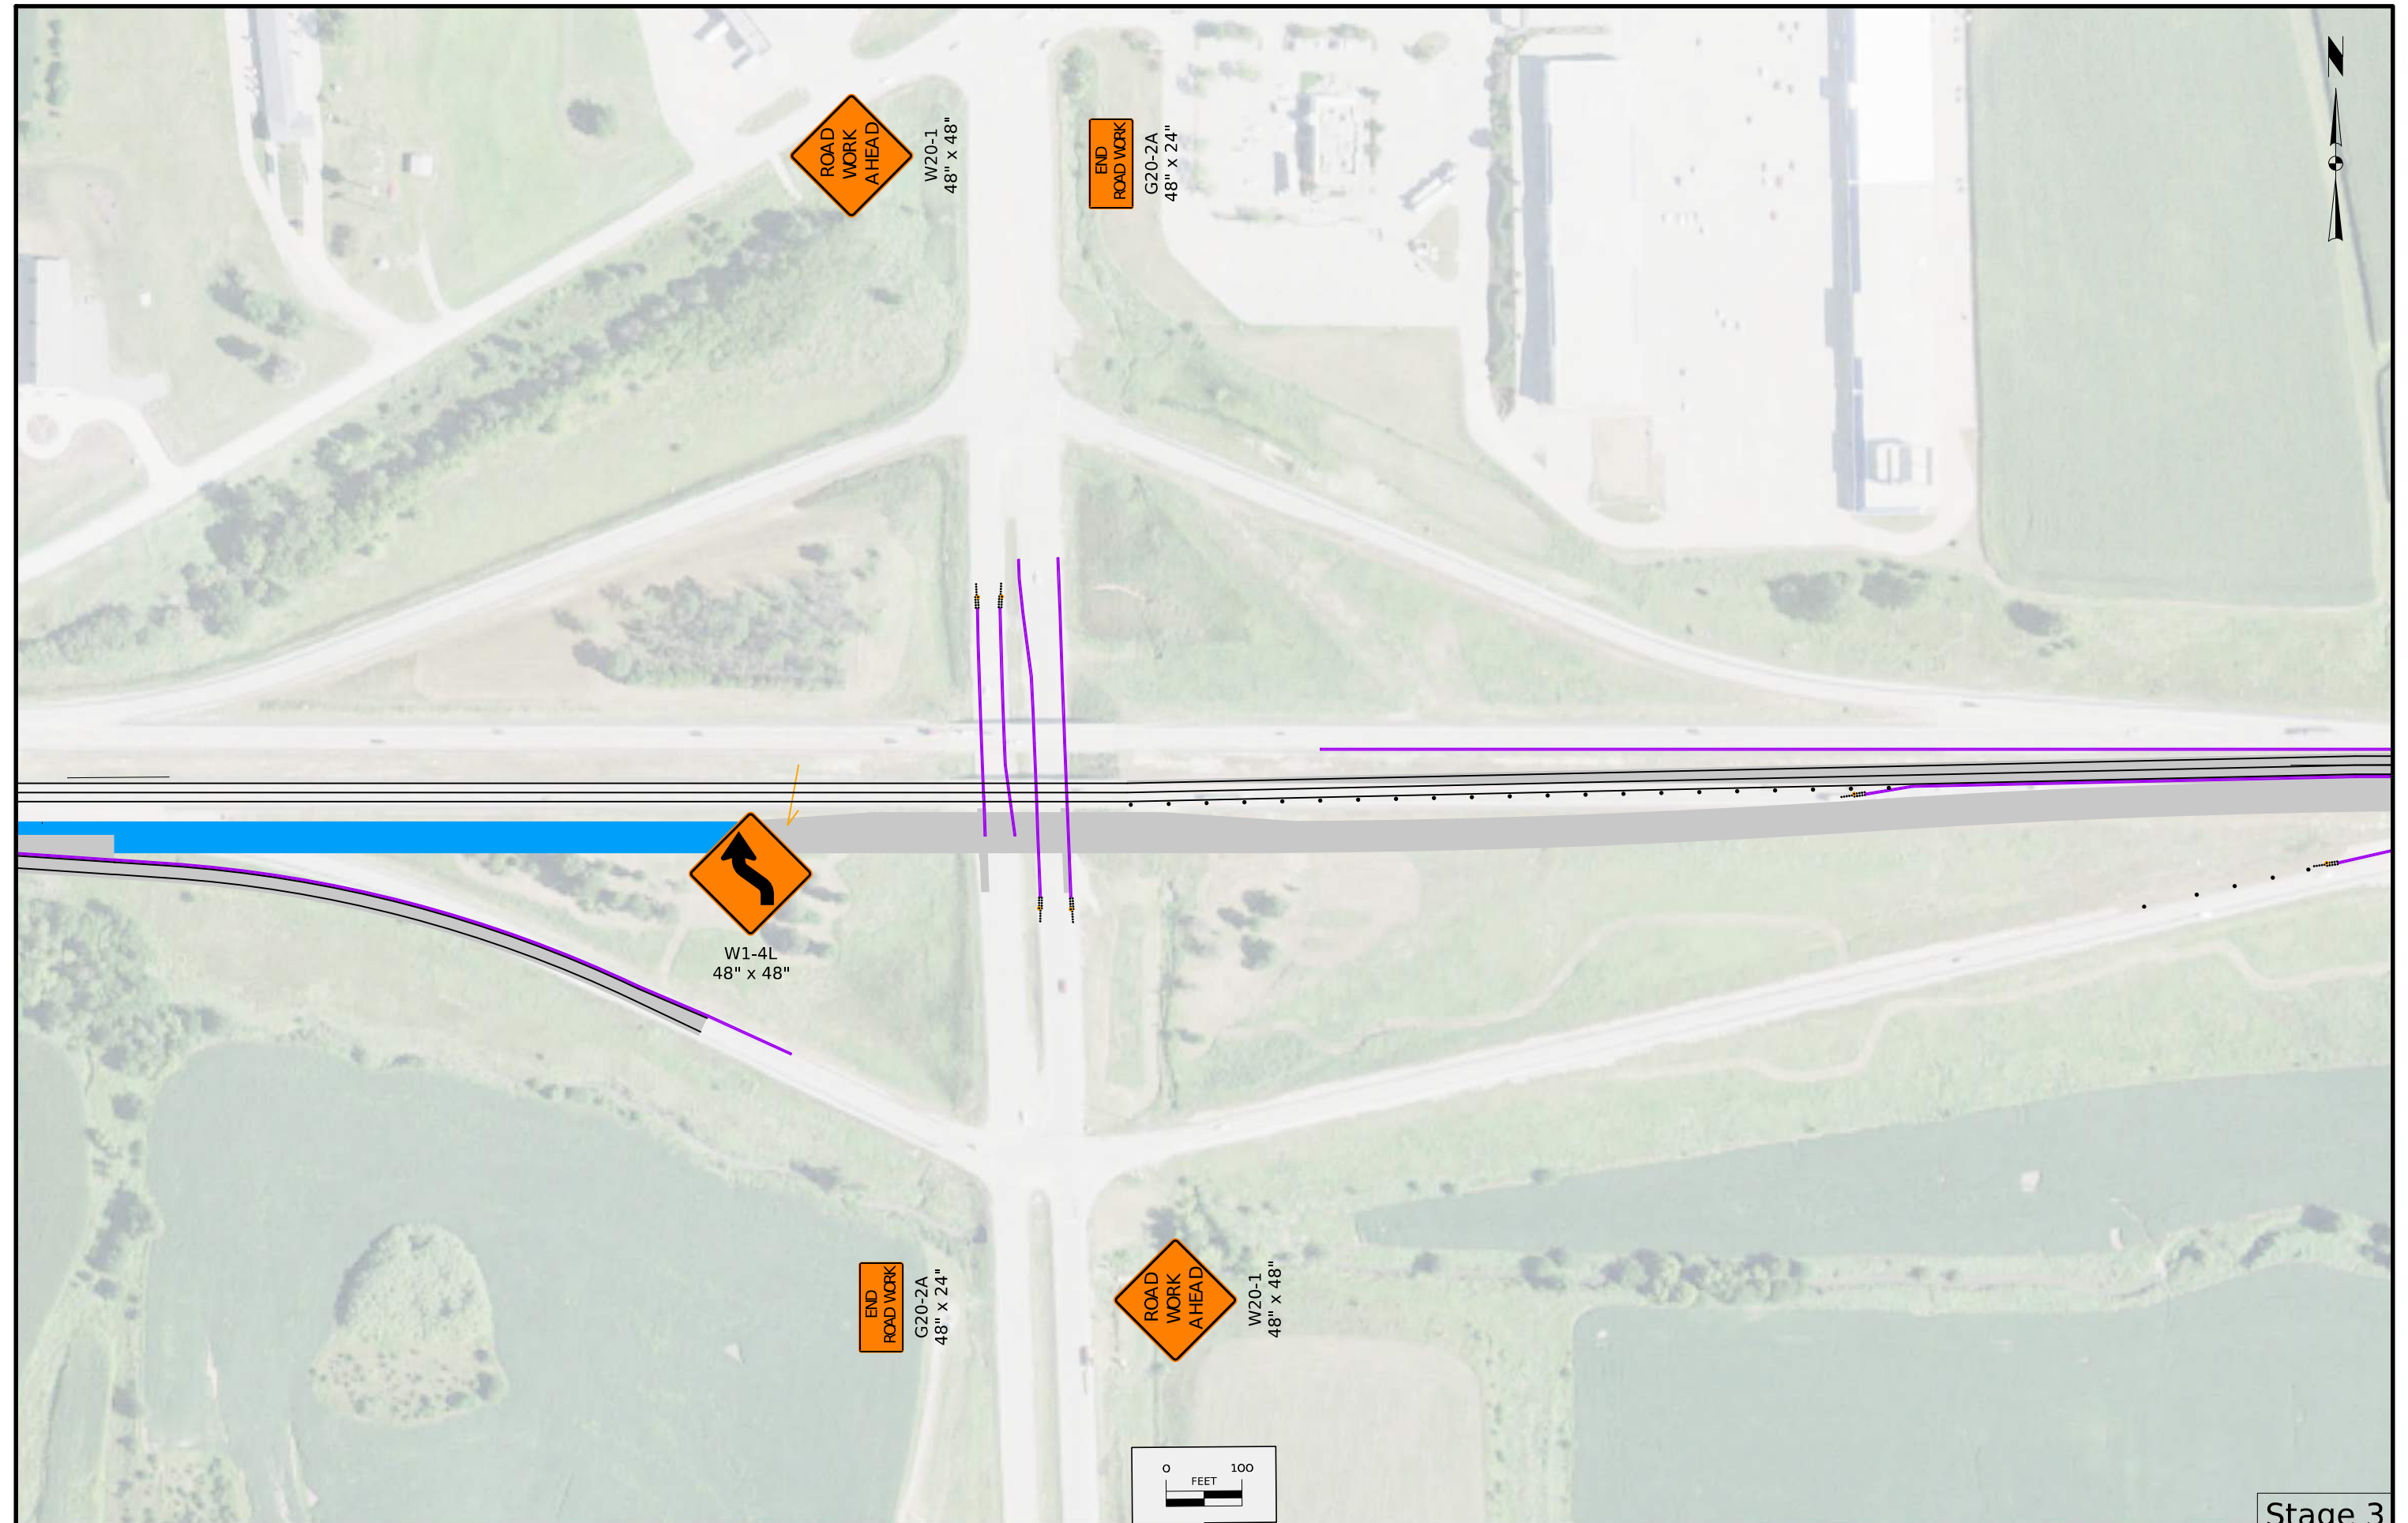 ROAD
WORK
AHEAD
W20-1
48" x 48"
END
ROAD WORK
G20-2A
48" x 24"
N
W1-4L
48" x 48"
END
ROAD WORK
G20-2A
48" x 24"
ROAD
WORK
AHEAD
W20-1
48" x 48"
0 100
FEET
Stage 3